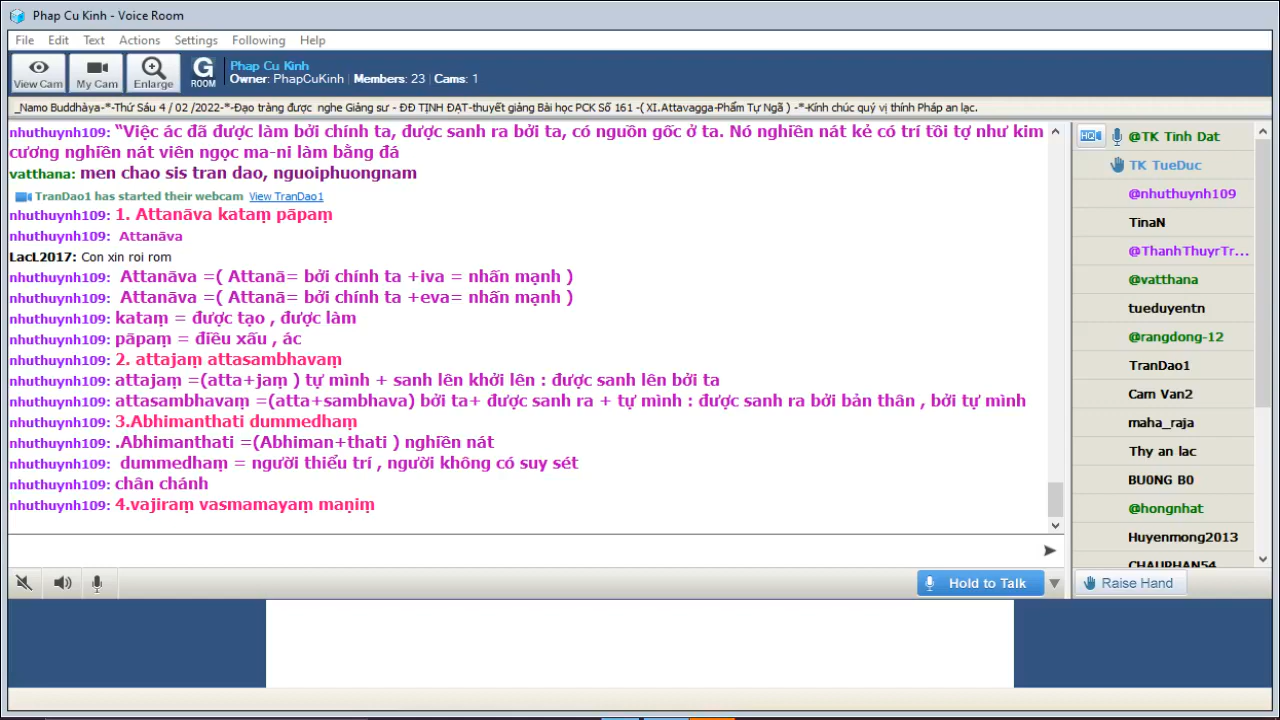 Phap Cu Kinh - Voice Room
File Edit Text Actions Settings Following Help
View Cam
My Cam
Enlarge
G
ROOM
Phap Cu Kinh
Owner: PhapCuKinh | Members: 23 | Cams: 1
_Namo Buddhàya-*-Thứ Sáu 4 / 02 /2022-*-Đạo tràng được nghe Giảng sư - ĐĐ TỊNH ĐẠT-thuyết giảng Bài học PCK Số 161 -( XI.Attavagga-Phẩm Tự Ngã ) -*-Kính chúc quý vị thính Pháp an lạc.
nhuthuynh109: “Việc ác đã được làm bởi chính ta, được sanh ra bởi ta, có nguồn gốc ở ta. Nó nghiền nát kẻ có trí tồi tợ như kim
cương nghiền nát viên ngọc ma-ni làm bằng đá
vatthana: men chao sis tran dao, nguoiphuongnam
TranDao1 has started their webcam View TranDao1
nhuthuynh109: 1. Attanāva kataṃ pāpaṃ
nhuthuynh109: Attanāva
LacL2017: Con xin roi rom
nhuthuynh109: Attanāva =( Attanā= bởi chính ta +iva = nhấn mạnh )
nhuthuynh109: Attanāva =( Attanā= bởi chính ta +eva= nhấn mạnh )
nhuthuynh109: kataṃ = được tạo , được làm
nhuthuynh109: pāpaṃ = điều xấu , ác
nhuthuynh109: 2. attajaṃ attasambhavaṃ
nhuthuynh109: attajaṃ =(atta+jaṃ ) tự mình + sanh lên khởi lên : được sanh lên bởi ta
nhuthuynh109: attasambhavaṃ =(atta+sambhava) bởi ta+ được sanh ra + tự mình : được sanh ra bởi bản thân , bởi tự mình
nhuthuynh109: 3.Abhimanthati dummedhaṃ
nhuthuynh109: .Abhimanthati =(Abhiman+thati ) nghiền nát
nhuthuynh109: dummedhaṃ = người thiểu trí , người không có suy sét
nhuthuynh109: chân chánh
nhuthuynh109: 4.vajiraṃ vasmamayaṃ maṇiṃ
HQ
@TK Tinh Dat
TK TueDuc
@nhuthuynh109
TinaN
@ThanhThuyrTr...
@vatthana
tueduyentn
@rangdong-12
TranDao1
Cam Van2
maha_raja
Thy an lac
BU0NG B0
@hongnhat
Huyenmong2013
CHAUPHAN54
Hold to Talk
Raise Hand